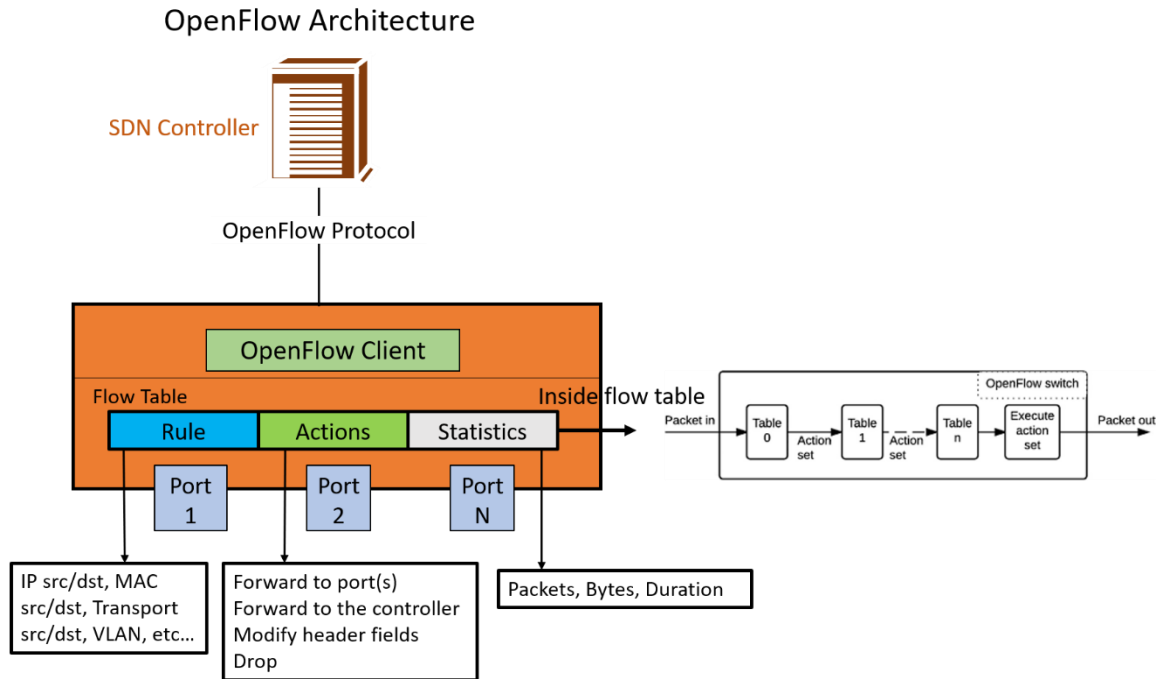 OpenFlow Architecture
SDN Controller
OpenFlow Protocol
OpenFlow Client
Flow Table
Rule
Actions
Statistics
Port
1
Port
2
Port
N
IP src/dst, MAC
src/dst, Transport
src/dst, VLAN, etc...
Forward to port(s)
Forward to the controller
Modify header fields
Drop
Packets, Bytes, Duration
Inside flow table
OpenFlow switch
Packet in
Table
0
Action
set
Table
1
Action
set
Table
n
Execute
action
set
Packet out